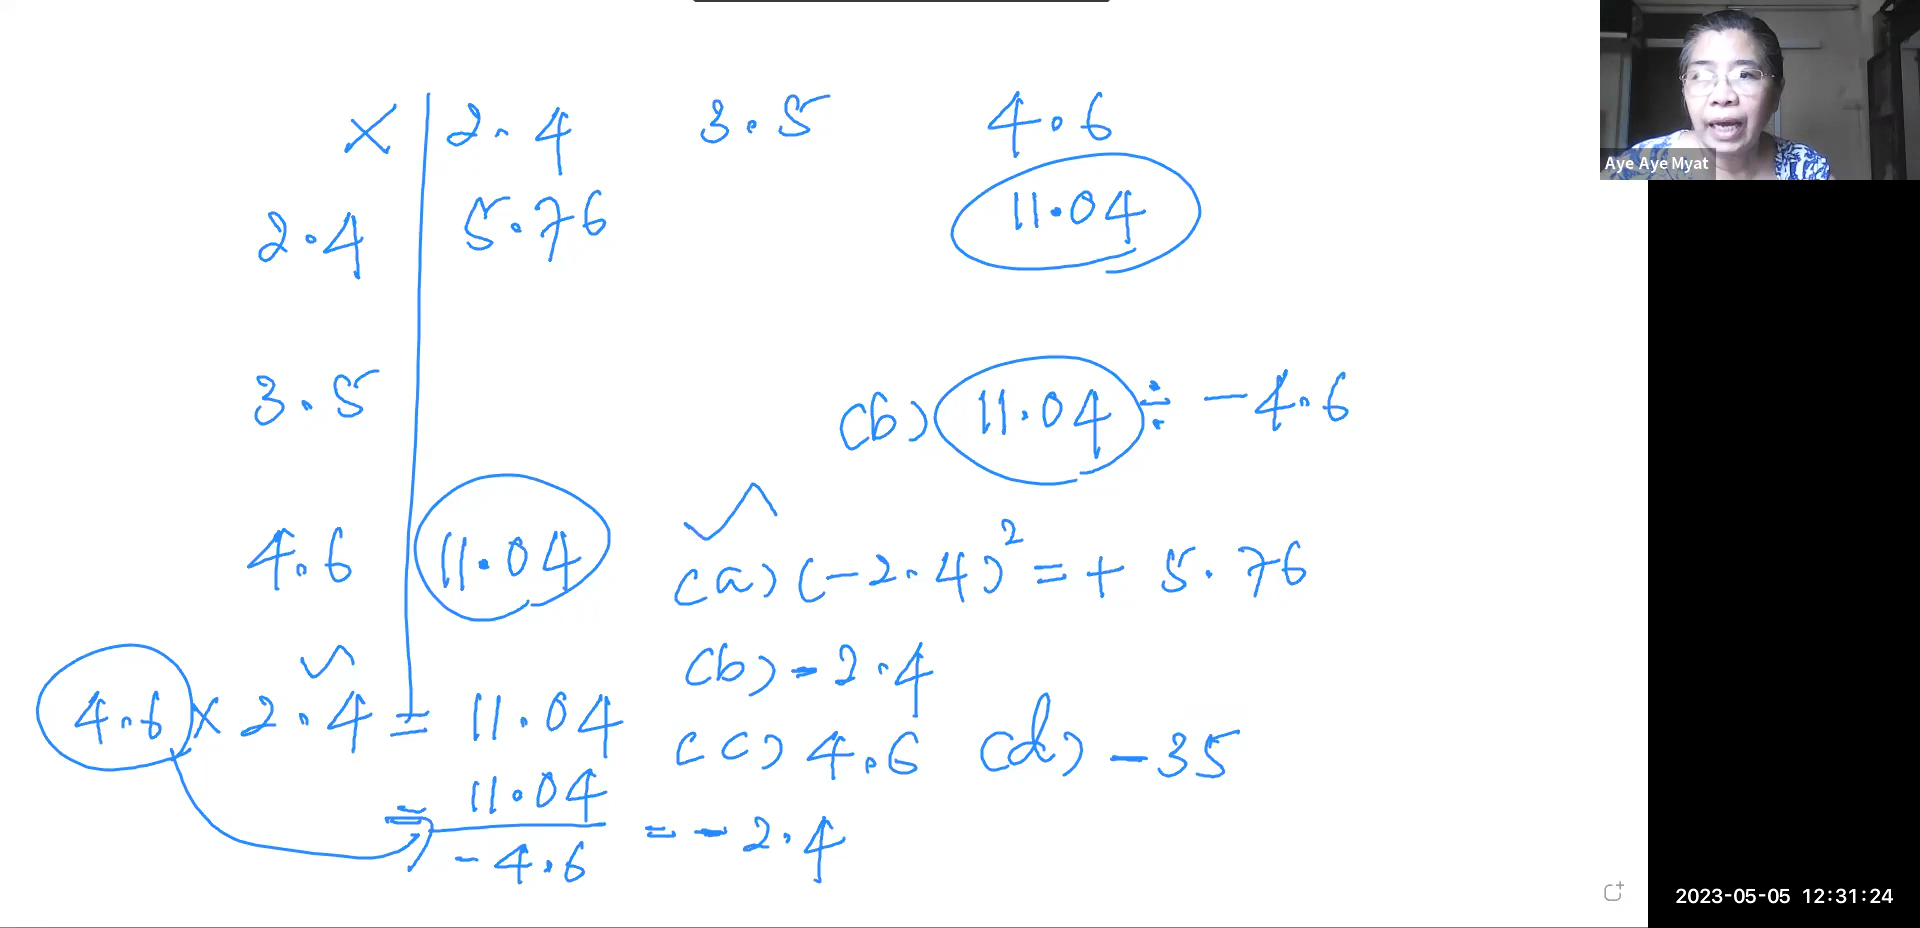 × 2.4 3.5 4.6
2.4 5.76 11.04
3.5
(b) 11.04 ÷ -4.6
4.6 11.04
(a) (-2.4)² = + 5.76
(b) -2.4
4.6 × 2.4 = 11.04
(c) 4.6 (d) -35
= 11.04 / -4.6 = -2.4
Aye Aye Myat
2023-05-05 12:31:24